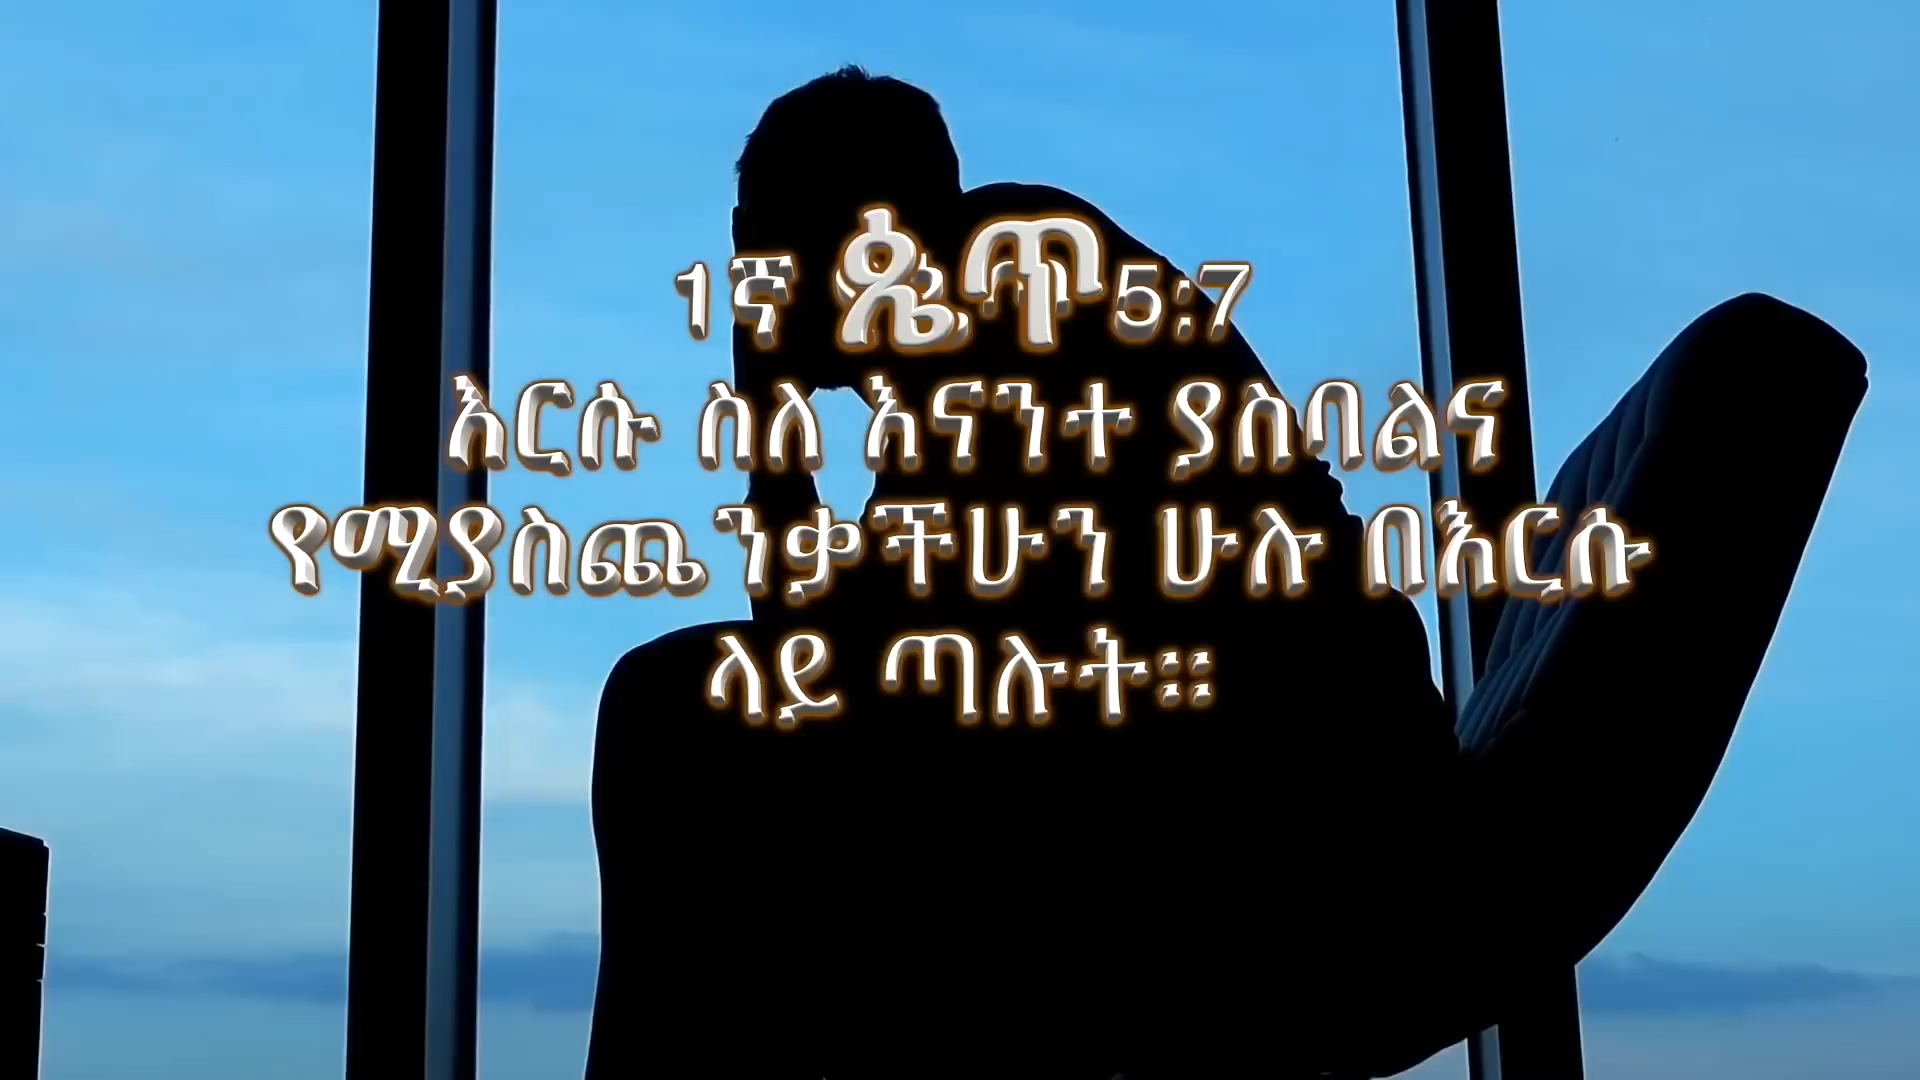 1ኛ ጴጥ 5:7
እርሱ ስለ እናንተ ያስባልና
የሚያስጨንቃችሁን ሁሉ በእርሱ
ላይ ጣሉት።